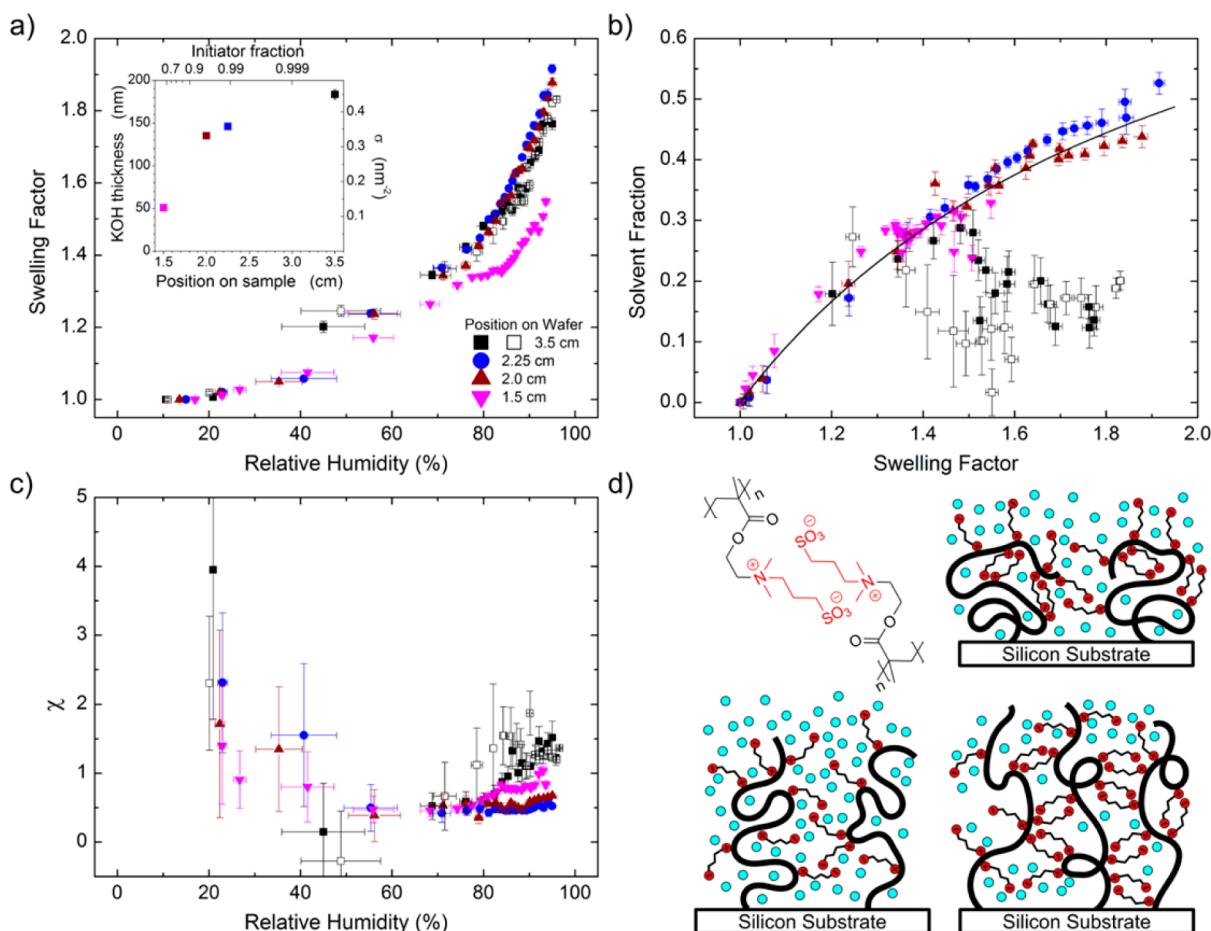 a)
Initiator fraction
0.7 0.9 0.99 0.999
2.0
1.8
1.6
1.4
1.2
1.0
Swelling Factor
200
150
100
50
0
KOH thickness (nm)
0.4
0.3
0.2
0.1
σ (nm⁻²)
1.5 2.0 2.5 3.0 3.5
Position on sample (cm)
Position on Wafer
3.5 cm
2.25 cm
2.0 cm
1.5 cm
0 20 40 60 80 100
Relative Humidity (%)
b)
0.6
0.5
0.4
0.3
0.2
0.1
0.0
Solvent Fraction
1.0 1.2 1.4 1.6 1.8 2.0
Swelling Factor
c)
5
4
3
2
1
0
χ
0 20 40 60 80 100
Relative Humidity (%)
d)
n
O
O
N
⊕
SO₃
⊖
SO₃
⊖
N
⊕
O
O
n
Silicon Substrate
Silicon Substrate
Silicon Substrate